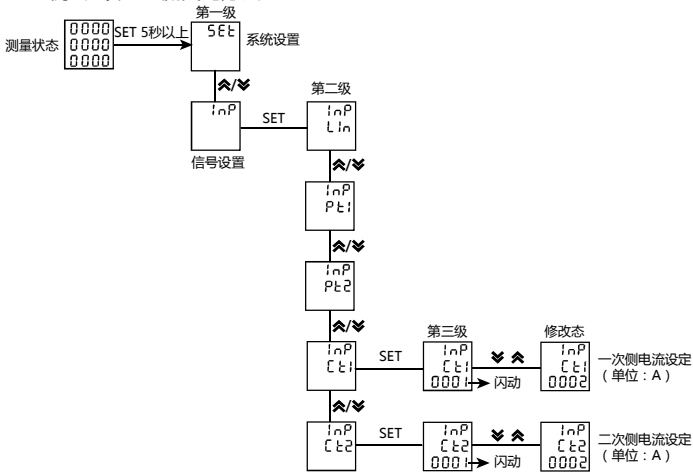 第一级
测量状态
0000
0000
0000
SET 5秒以上
SEt
系统设置
︽/︾
第二级
InP
SET
InP
LIn
信号设置
︽/︾
InP
Pt1
︽/︾
InP
Pt2
︽/︾
第三级
修改态
InP
Ct1
SET
InP
Ct1
0001
闪动
︾ ︽
InP
Ct1
0002
一次侧电流设定
（单位：A）
︽/︾
InP
Ct2
SET
InP
Ct2
0001
闪动
︾ ︽
InP
Ct2
0002
二次侧电流设定
（单位：A）